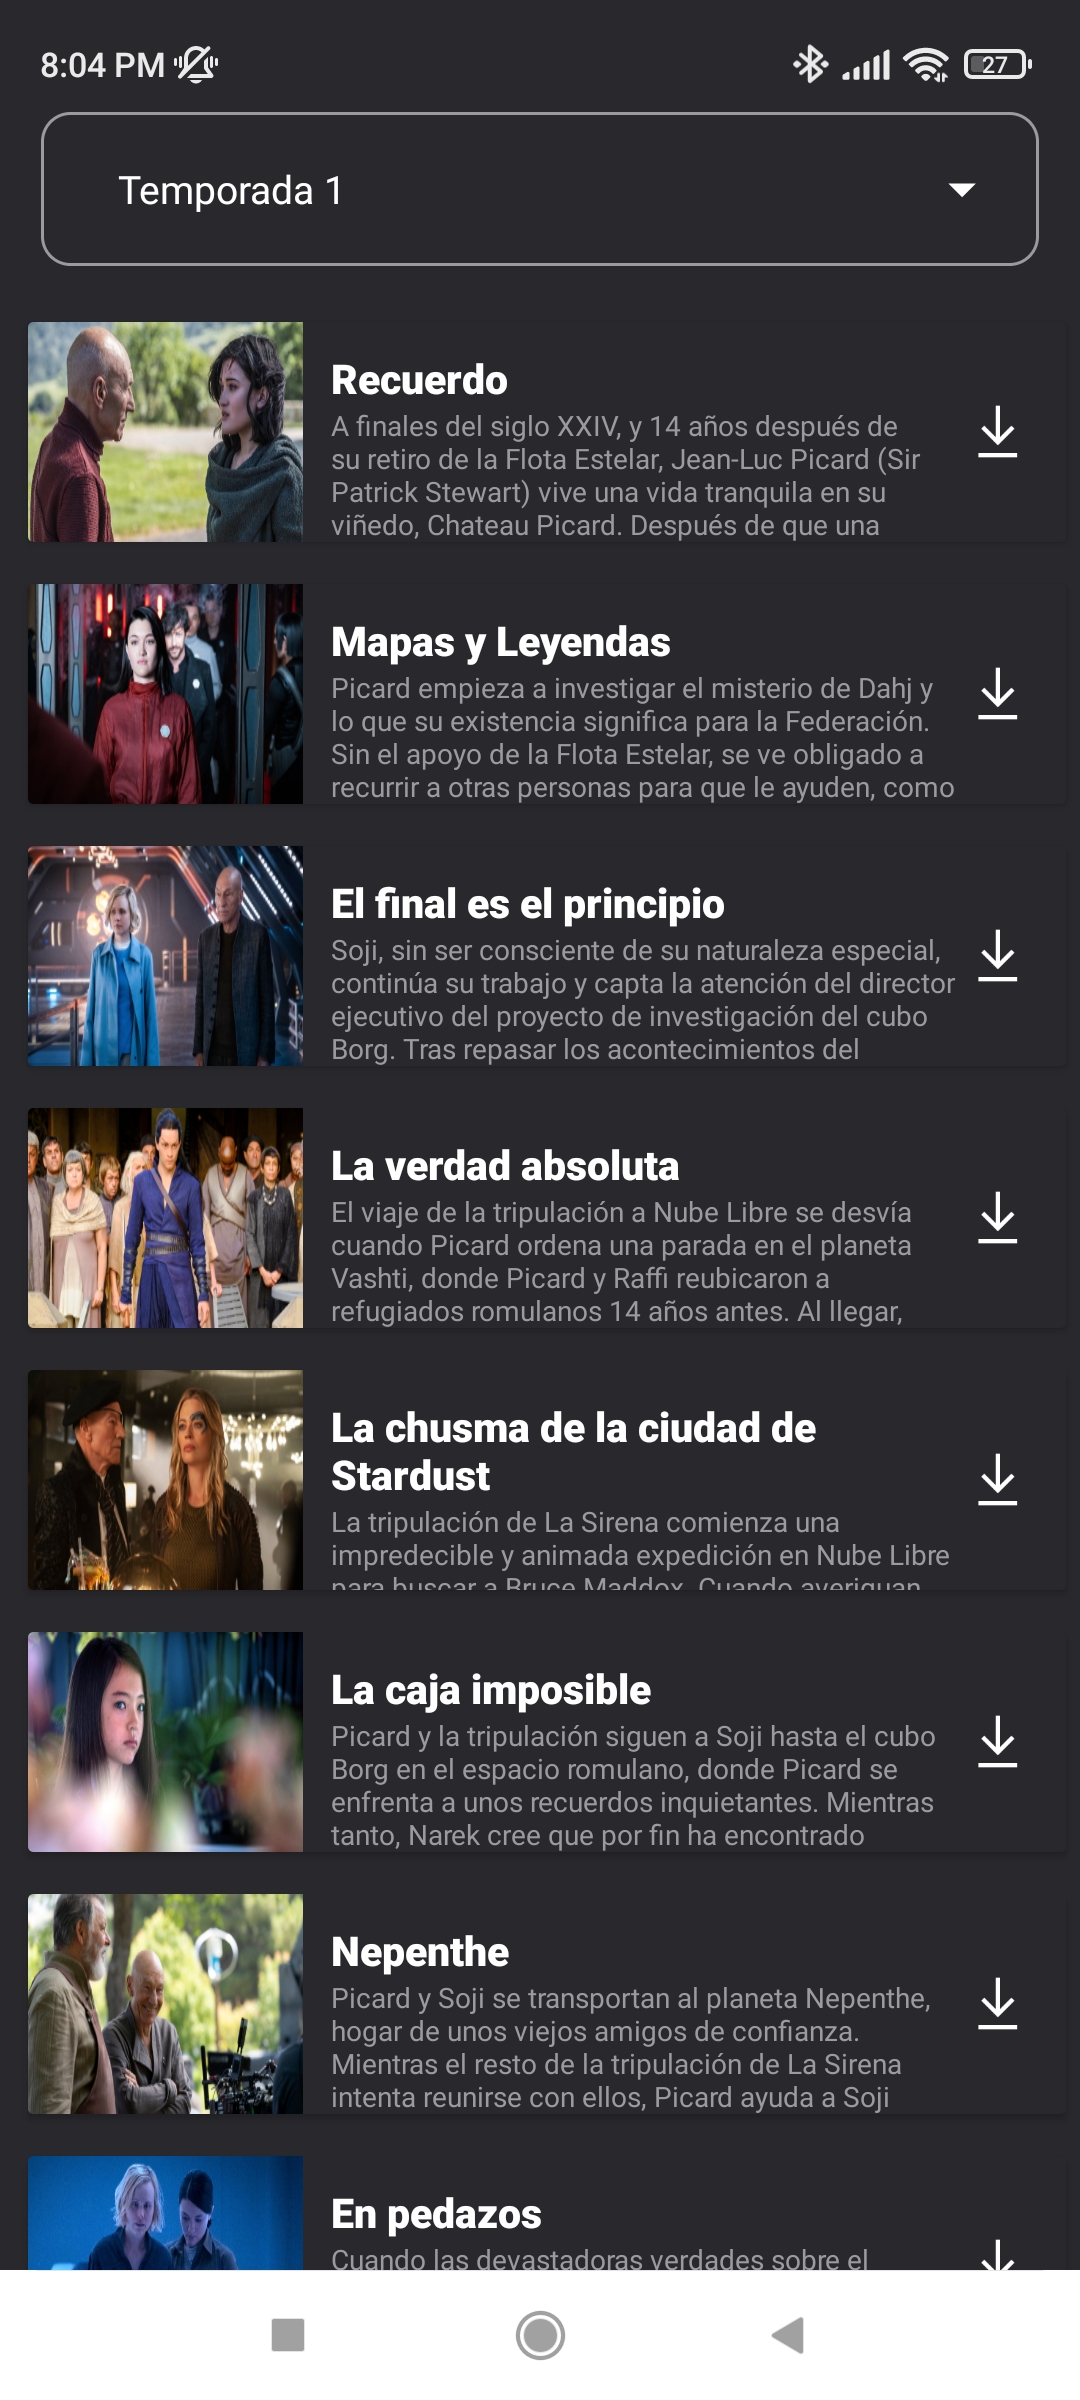 8:04 PM
27
Temporada 1
Recuerdo
A finales del siglo XXIV, y 14 años después de
su retiro de la Flota Estelar, Jean-Luc Picard (Sir
Patrick Stewart) vive una vida tranquila en su
viñedo, Chateau Picard. Después de que una
Mapas y Leyendas
Picard empieza a investigar el misterio de Dahj y
lo que su existencia significa para la Federación.
Sin el apoyo de la Flota Estelar, se ve obligado a
recurrir a otras personas para que le ayuden, como
El final es el principio
Soji, sin ser consciente de su naturaleza especial,
continúa su trabajo y capta la atención del director
ejecutivo del proyecto de investigación del cubo
Borg. Tras repasar los acontecimientos del
La verdad absoluta
El viaje de la tripulación a Nube Libre se desvía
cuando Picard ordena una parada en el planeta
Vashti, donde Picard y Raffi reubicaron a
refugiados romulanos 14 años antes. Al llegar,
La chusma de la ciudad de
Stardust
La tripulación de La Sirena comienza una
impredecible y animada expedición en Nube Libre
para buscar a Bruce Maddox. Cuando averiguan
La caja imposible
Picard y la tripulación siguen a Soji hasta el cubo
Borg en el espacio romulano, donde Picard se
enfrenta a unos recuerdos inquietantes. Mientras
tanto, Narek cree que por fin ha encontrado
Nepenthe
Picard y Soji se transportan al planeta Nepenthe,
hogar de unos viejos amigos de confianza.
Mientras el resto de la tripulación de La Sirena
intenta reunirse con ellos, Picard ayuda a Soji
En pedazos
Cuando las devastadoras verdades sobre el